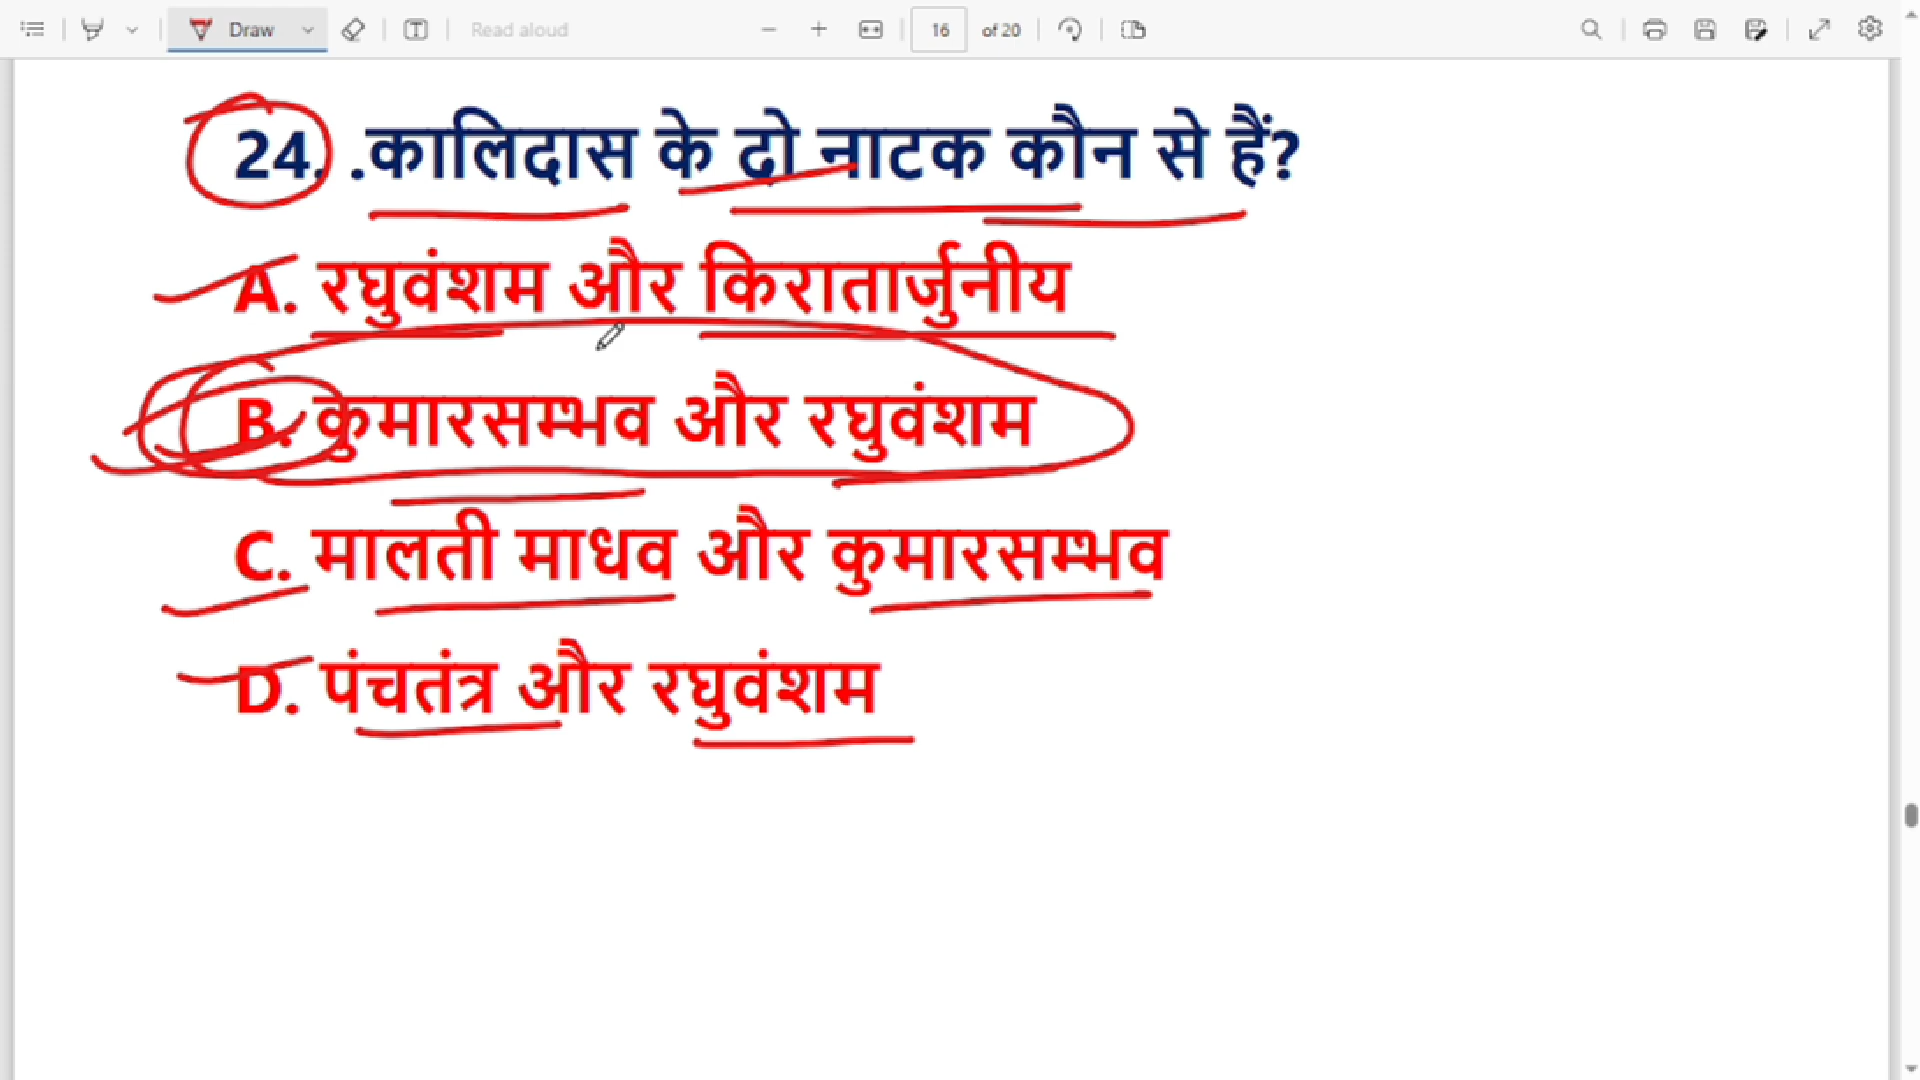 Draw
Read aloud
16 of 20
24. .कालिदास के दो नाटक कौन से हैं?
A. रघुवंशम और किरातार्जुनीय
B. कुमारसम्भव और रघुवंशम
C. मालती माधव और कुमारसम्भव
D. पंचतंत्र और रघुवंशम